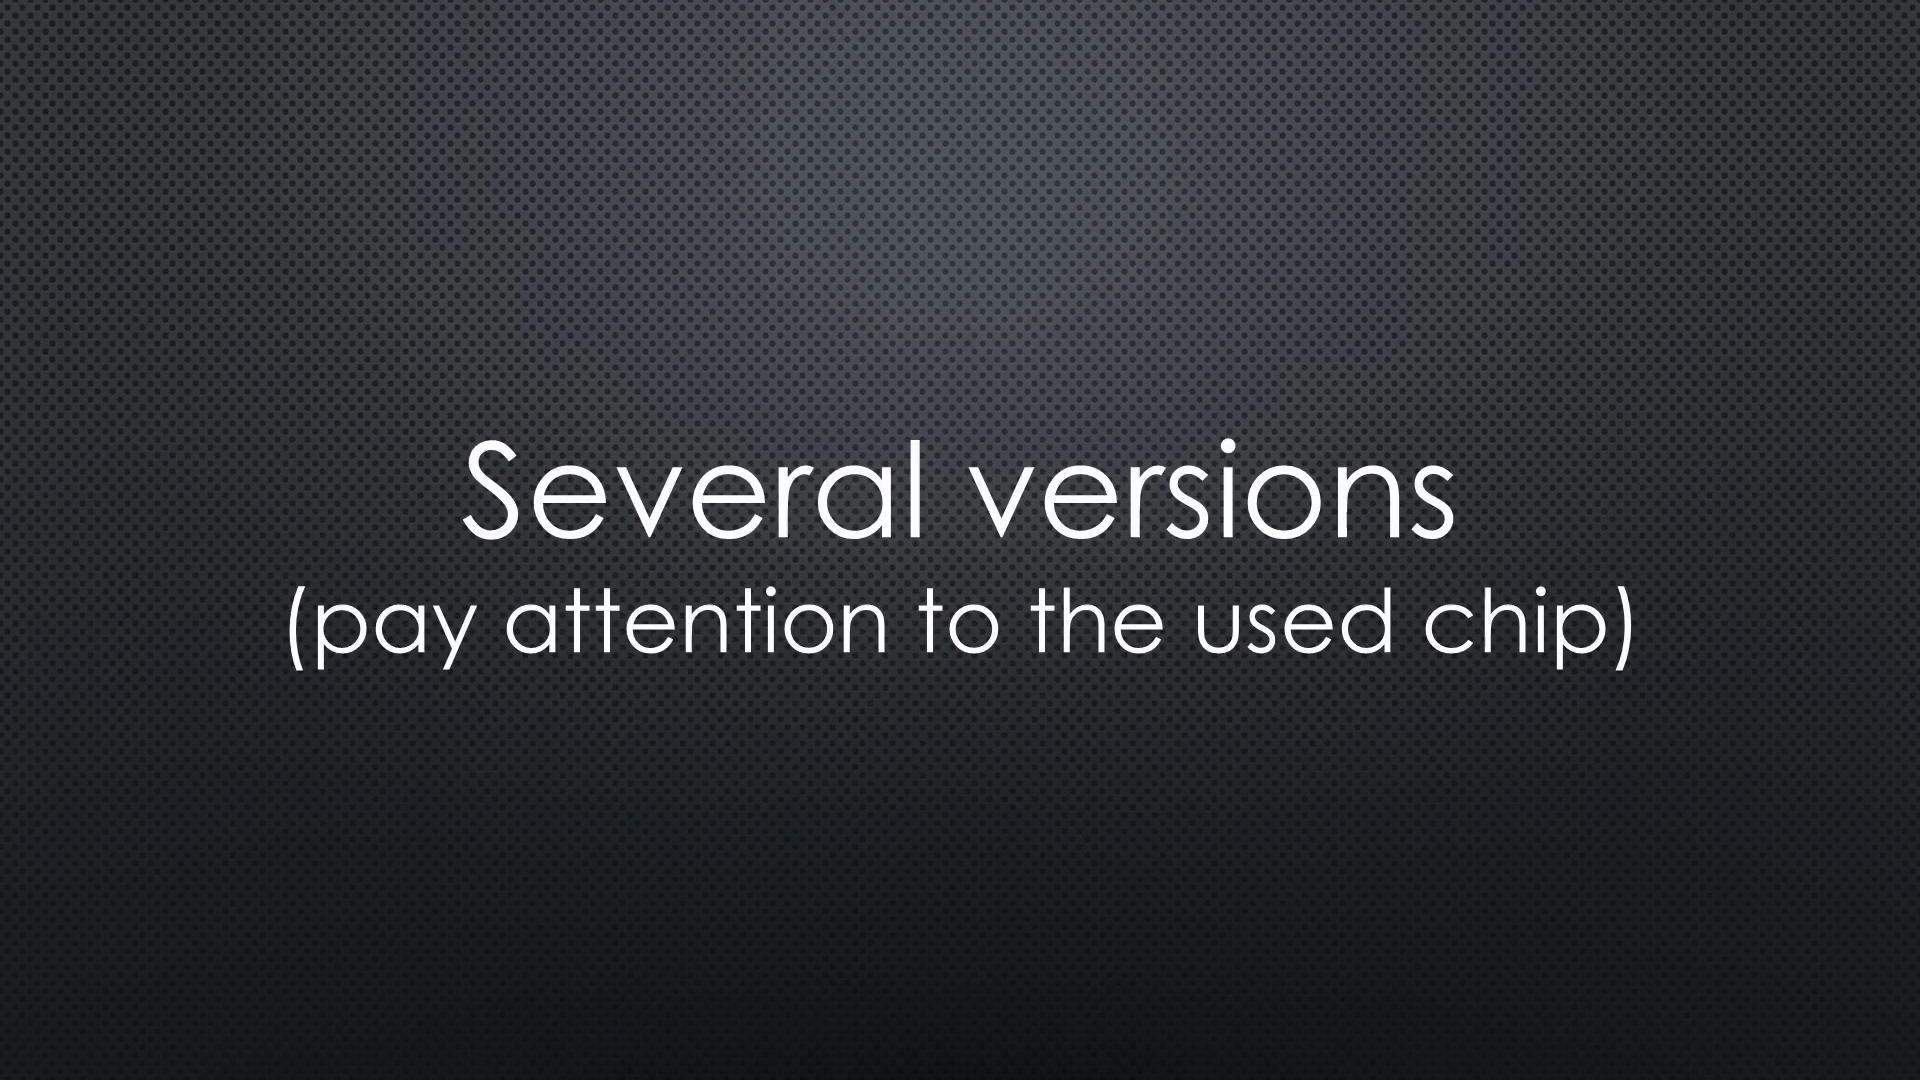 Several versions
(pay attention to the used chip)